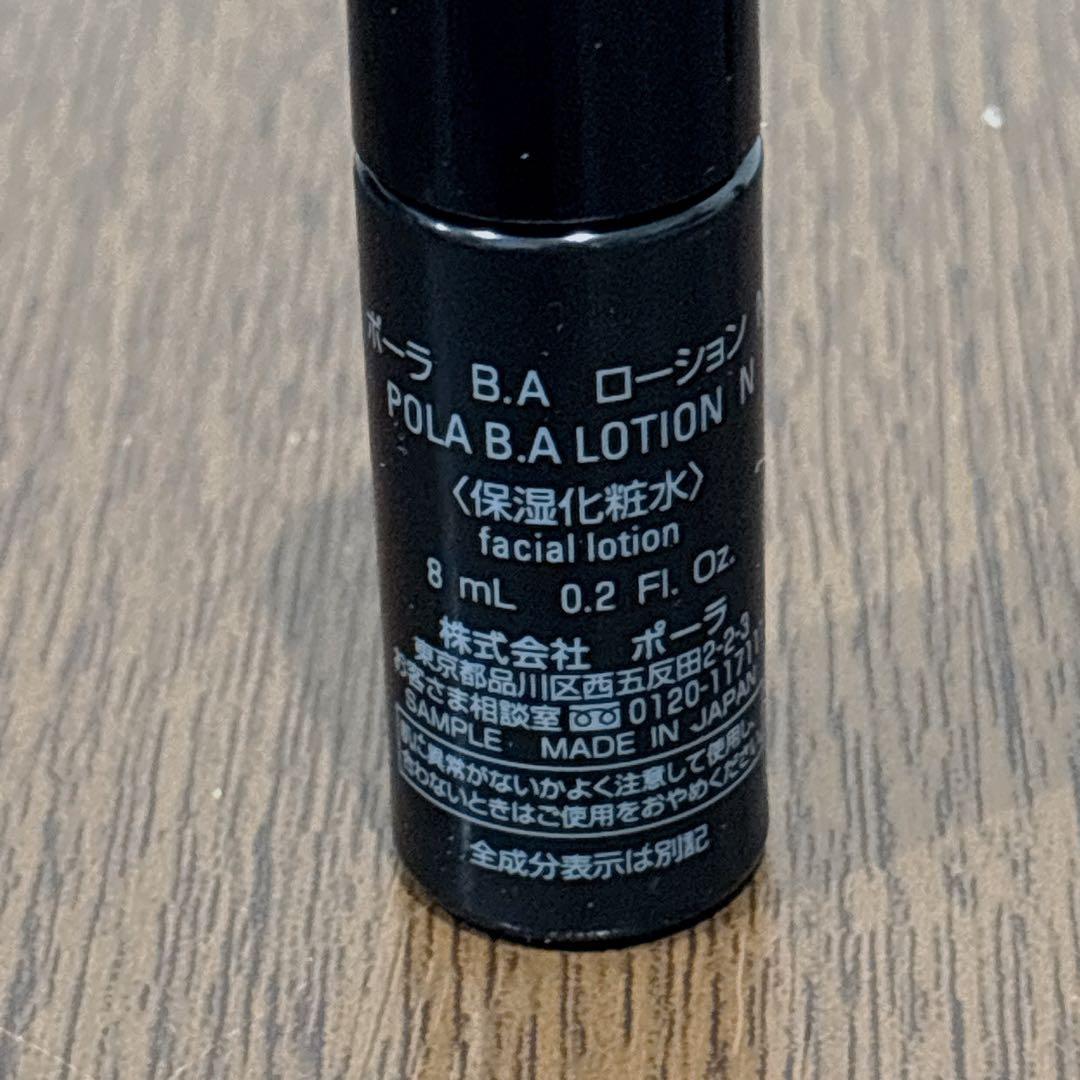 ポーラ B.A ローション
POLA B.A LOTION N
〈保湿化粧水〉
facial lotion
8 mL 0.2 Fl. Oz.
株式会社 ポーラ
東京都品川区西五反田2-2-3
お客さま相談室 0120-11711
SAMPLE MADE IN JAPAN
肌に異常がないかよく注意して使用し、
合わないときはご使用をおやめください
全成分表示は別記